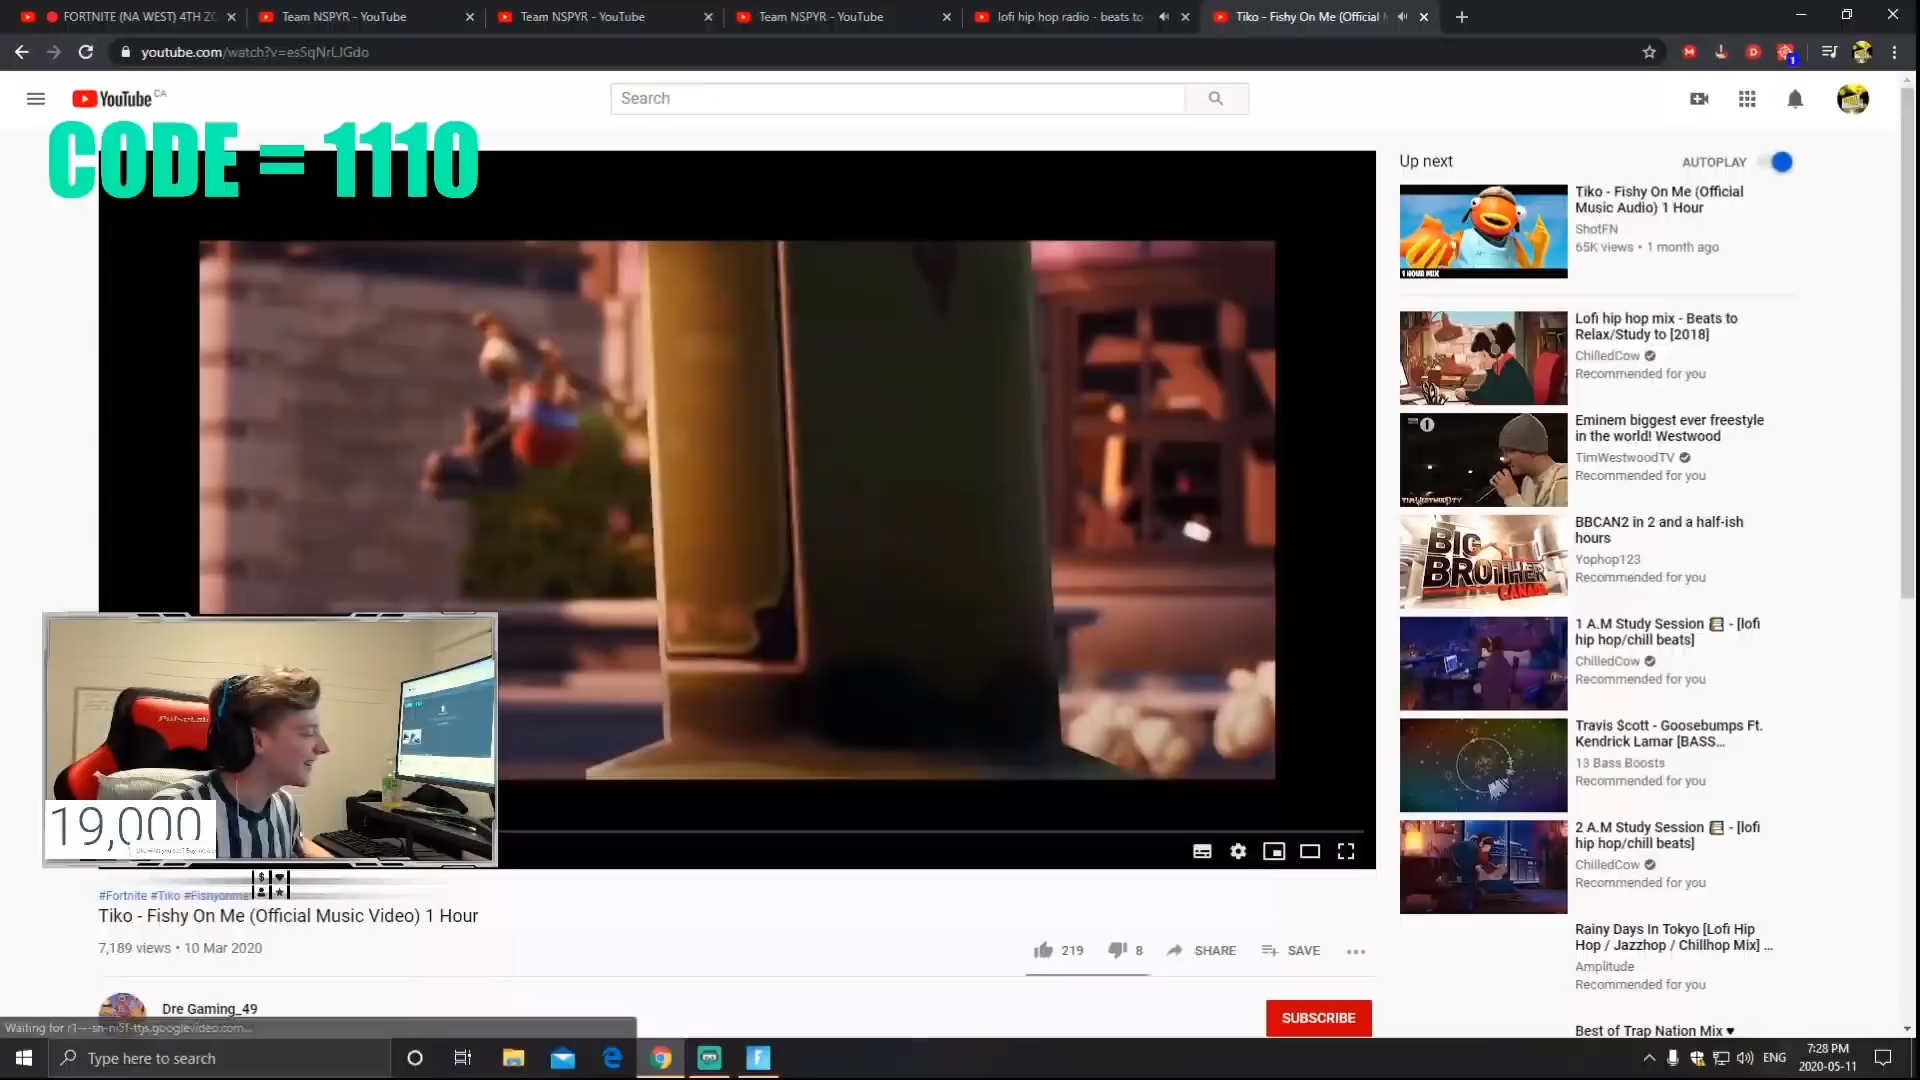 FORTNITE (NA WEST) 4TH ZO
Team NSPYR - YouTube
Team NSPYR - YouTube
Team NSPYR - YouTube
lofi hip hop radio - beats to
Tiko - Fishy On Me (Official M
youtube.com/watch?v=esSqNrLJGdo
1
YouTube CA
Search
CODE = 1110
Up next
AUTOPLAY
Tiko - Fishy On Me (Official
Music Audio) 1 Hour
ShotFN
65K views • 1 month ago
1 HOUR MIX
Lofi hip hop mix - Beats to
Relax/Study to [2018]
ChilledCow
Recommended for you
Eminem biggest ever freestyle
in the world! Westwood
TimWestwoodTV
Recommended for you
TIMWESTWOODTV
BBCAN2 in 2 and a half-ish
hours
Yophop123
Recommended for you
BIG
BROTHER
CANADA
1 A.M Study Session 📚 - [lofi
hip hop/chill beats]
ChilledCow
Recommended for you
Travis $cott - Goosebumps Ft.
Kendrick Lamar [BASS...
13 Bass Boosts
Recommended for you
2 A.M Study Session 📚 - [lofi
hip hop/chill beats]
ChilledCow
Recommended for you
Rainy Days In Tokyo [Lofi Hip
Hop / Jazzhop / Chillhop Mix] ...
Amplitude
Recommended for you
Best of Trap Nation Mix ♥
19,000
#Fortnite #Tiko #Fishyonme
Tiko - Fishy On Me (Official Music Video) 1 Hour
7,189 views • 10 Mar 2020
219
8
SHARE
SAVE
Dre Gaming_49
SUBSCRIBE
Type here to search
ENG
7:28 PM
2020-05-11